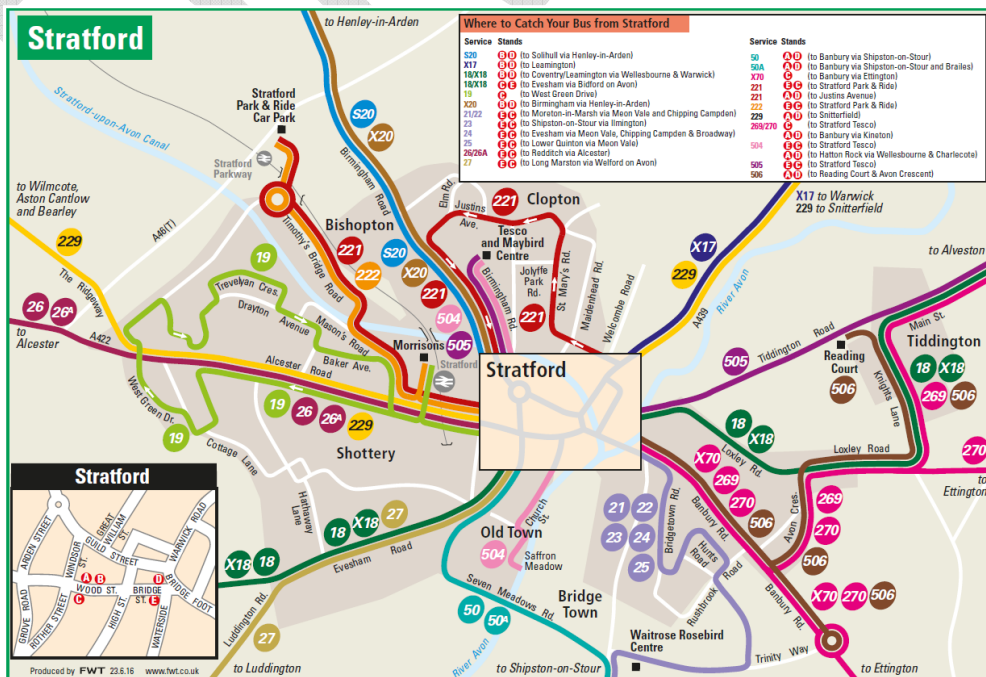 Stratford
to Henley-in-Arden
Where to Catch Your Bus from Stratford
Service Stands
S20 B D (to Solihull via Henley-in-Arden)
X17 B D (to Leamington)
18/X18 B D (to Coventry/Leamington via Wellesbourne & Warwick)
18/X18 C E (to Evesham via Bidford on Avon)
19 C (to West Green Drive)
X20 B D (to Birmingham via Henley-in-Arden)
21/22 E C (to Moreton-in-Marsh via Meon Vale and Chipping Campden)
23 E C (to Shipston-on-Stour via Ilmington)
24 E C (to Evesham via Meon Vale, Chipping Campden & Broadway)
25 E C (to Lower Quinton via Meon Vale)
26/26A E C (to Redditch via Alcester)
27 E C (to Long Marston via Welford on Avon)
Service Stands
50 A D (to Banbury via Shipston-on-Stour)
50A A D (to Banbury via Shipston-on-Stour and Brailes)
X70 C (to Banbury via Ettington)
221 E C (to Stratford Park & Ride)
221 A D (to Justins Avenue)
222 E C (to Stratford Park & Ride)
229 A D (to Snitterfield)
269/270 C (to Stratford Tesco)
A D (to Banbury via Kineton)
504 E C (to Stratford Tesco)
A D (to Hatton Rock via Wellesbourne & Charlecote)
505 E C (to Stratford Tesco)
506 A D (to Reading Court & Avon Crescent)
Stratford
Park & Ride
Car Park
Stratford-upon-Avon Canal
Stratford
Parkway
S20
X20
Birmingham Road
to Wilmcote,
Aston Cantlow
and Bearley
A46(T)
Timothy's Bridge Road
Bishopton
221
222
S20
X20
221
504
505
Elm Rd.
Justins
Ave.
221
Clopton
Tesco
and Maybird
Centre
Birmingham Rd.
Jolyffe
Park
Rd.
221
St Mary's Rd.
Maidenhead Rd.
Welcombe Road
X17 to Warwick
229 to Snitterfield
X17
229
A439
River Avon
to Alveston
229
The Ridgeway
19
Trevelyan Cres.
Drayton Avenue
Mason's Road
Baker Ave.
Morrisons
Stratford
Stratford
26
26A
to
Alcester
A422
Alcester Road
West Green Dr.
19
19
26
26A
229
Shottery
Cottage Lane
Hathaway
Lane
505
Tiddington Road
Reading
Court
506
Main St.
Tiddington
18
X18
269
506
Knights Lane
18
X18
Loxley Rd.
Loxley Road
270
to
Ettington
X70
269
270
Banbury Rd.
506
Avon Cres.
269
270
506
X70
270
506
Banbury Rd.
to Ettington
21
22
23
24
25
Bridgetown Rd.
Hunts
Road
Rushbrook Road
Bridge
Town
Waitrose Rosebird
Centre
Trinity Way
Church
St.
Old Town
504
Saffron
Meadow
Seven Meadows Rd.
50
50A
River Avon
to Shipston-on-Stour
X18
18
18
X18
27
Evesham Road
Luddington Rd.
27
to Luddington
Stratford
ARDEN STREET
WINDSOR
ST.
GREAT
WILLIAM
ST.
GUILD STREET
WARWICK ROAD
A
B
D
WOOD ST.
BRIDGE
ST.
BRIDGE FOOT
C
E
GROVE ROAD
ROTHER STREET
HIGH ST.
WATERSIDE
Produced by FWT 23.6.16 www.fwt.co.uk